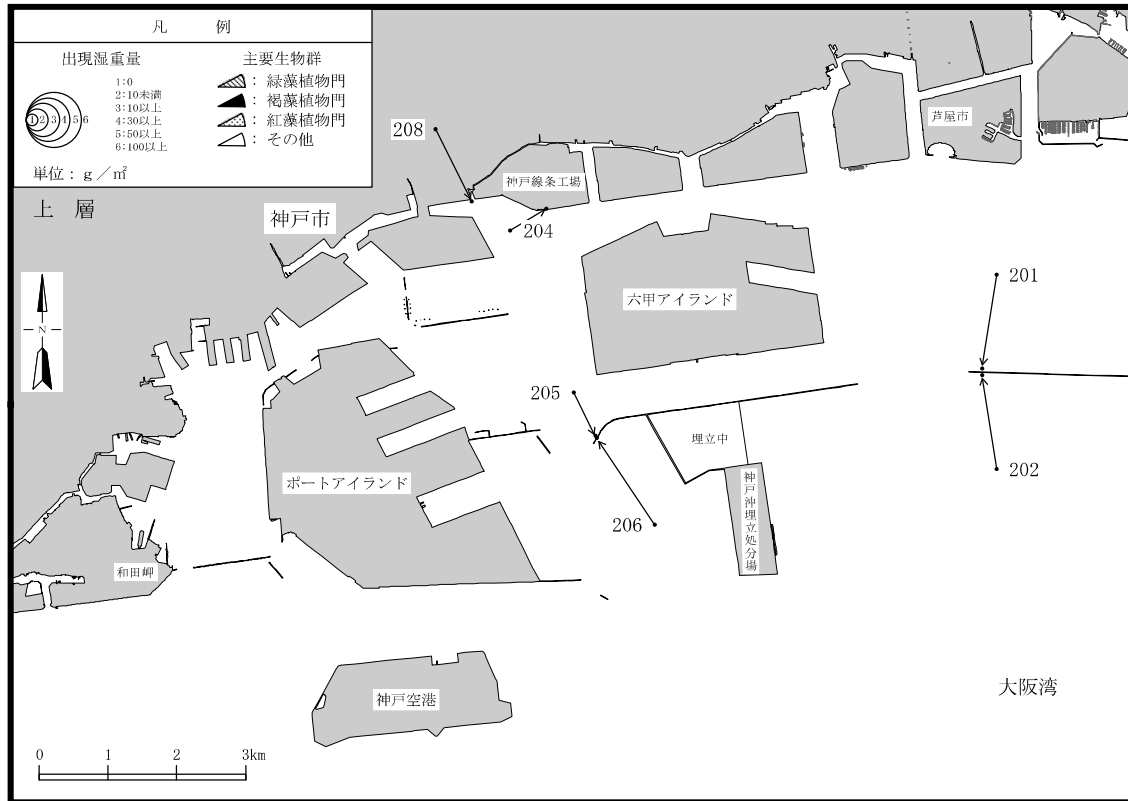 凡 例
出現湿重量
1:0
2:10未満
3:10以上
4:30以上
5:50以上
6:100以上
1 2 3 4 5 6
単位：g／㎡
主要生物群
：緑藻植物門
：褐藻植物門
：紅藻植物門
：その他
上 層
208
神戸線条工場
芦屋市
神戸市
204
201
六甲アイランド
N
205
埋立中
ポートアイランド
202
206
神戸沖埋立処分場
和田岬
神戸空港
大阪湾
0 1 2 3km